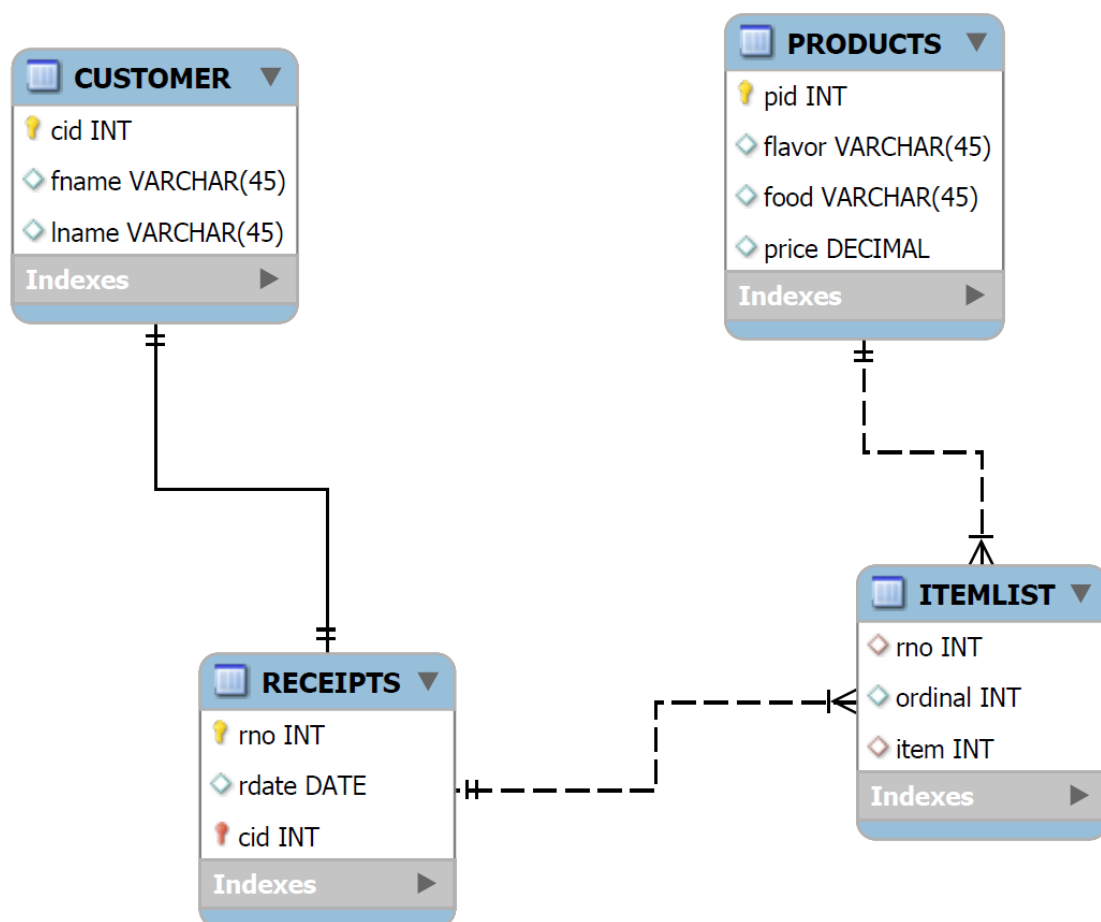 CUSTOMER
cid INT
fname VARCHAR(45)
lname VARCHAR(45)
Indexes
PRODUCTS
pid INT
flavor VARCHAR(45)
food VARCHAR(45)
price DECIMAL
Indexes
RECEIPTS
rno INT
rdate DATE
cid INT
Indexes
ITEMLIST
rno INT
ordinal INT
item INT
Indexes